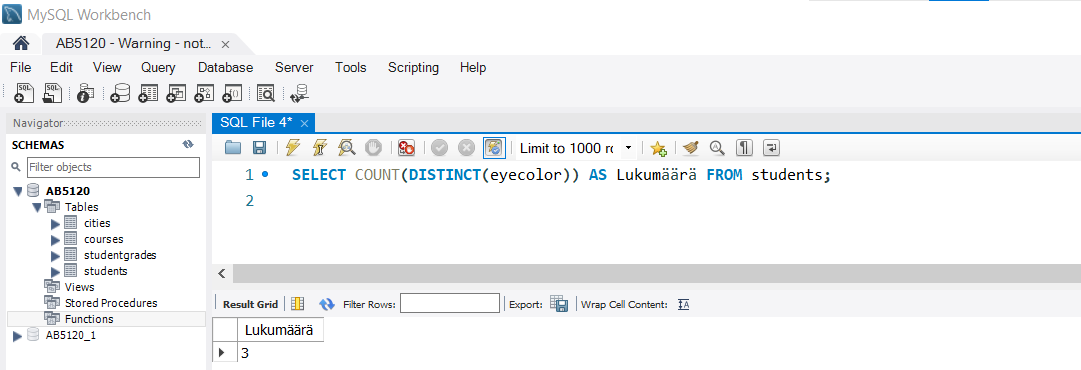 MySQL Workbench
AB5120 - Warning - not...
File Edit View Query Database Server Tools Scripting Help
Navigator
SQL File 4*
SCHEMAS
Filter objects
Limit to 1000 rc
AB5120
Tables
cities
courses
studentgrades
students
Views
Stored Procedures
Functions
AB5120_1
1 SELECT COUNT(DISTINCT(eyecolor)) AS Lukumäärä FROM students;
2
Result Grid Filter Rows: Export: Wrap Cell Content:
Lukumäärä
3